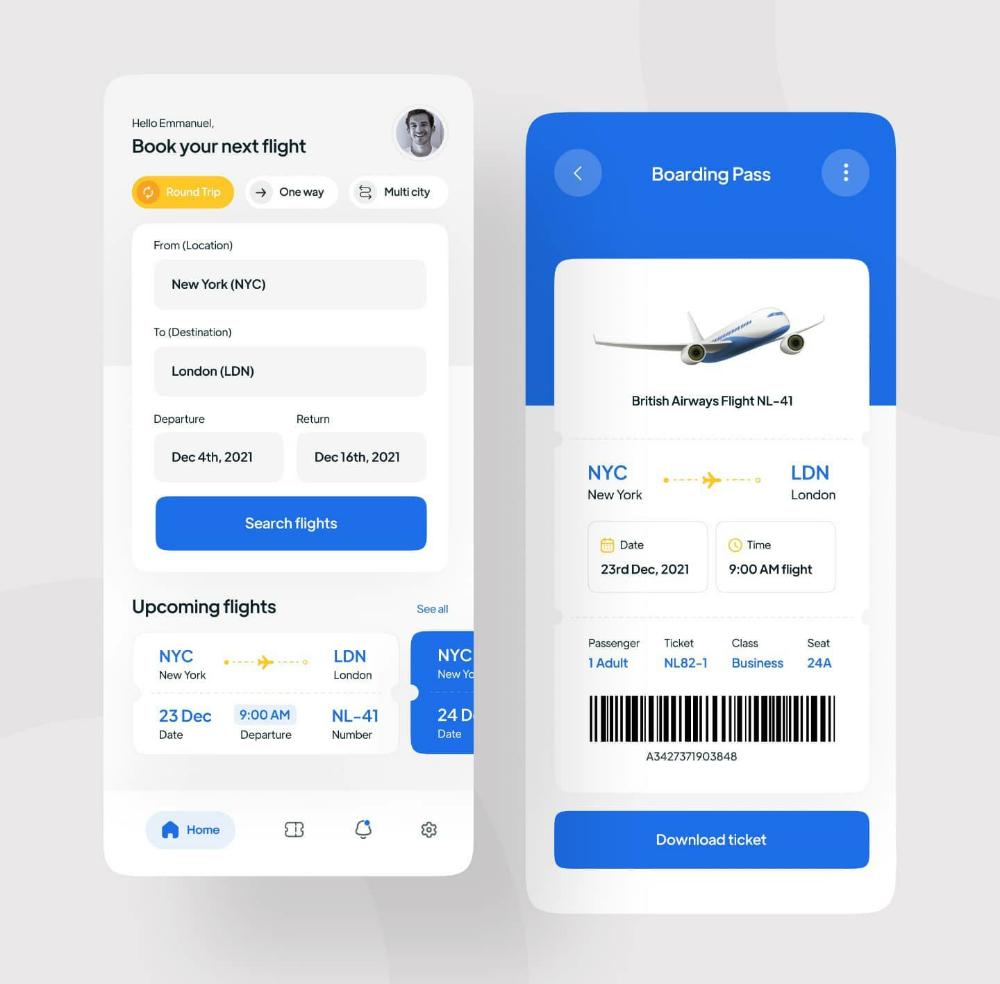 Hello Emmanuel,
Book your next flight
Round Trip
One way
Multi city
From (Location)
New York (NYC)
To (Destination)
London (LDN)
Departure
Return
Dec 4th, 2021
Dec 16th, 2021
Search flights
Upcoming flights
See all
NYC
LDN
New York
London
23 Dec
9:00 AM
NL-41
Date
Departure
Number
NYC
New Yo
24 D
Date
Home
Boarding Pass
British Airways Flight NL-41
NYC
LDN
New York
London
Date
Time
23rd Dec, 2021
9:00 AM flight
Passenger
Ticket
Class
Seat
1 Adult
NL82-1
Business
24A
A3427371903848
Download ticket